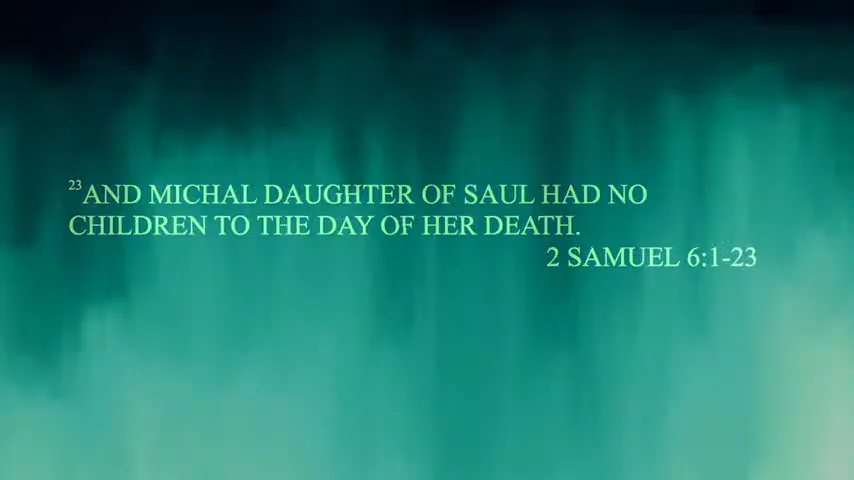 23AND MICHAL DAUGHTER OF SAUL HAD NO
CHILDREN TO THE DAY OF HER DEATH.
2 SAMUEL 6:1-23